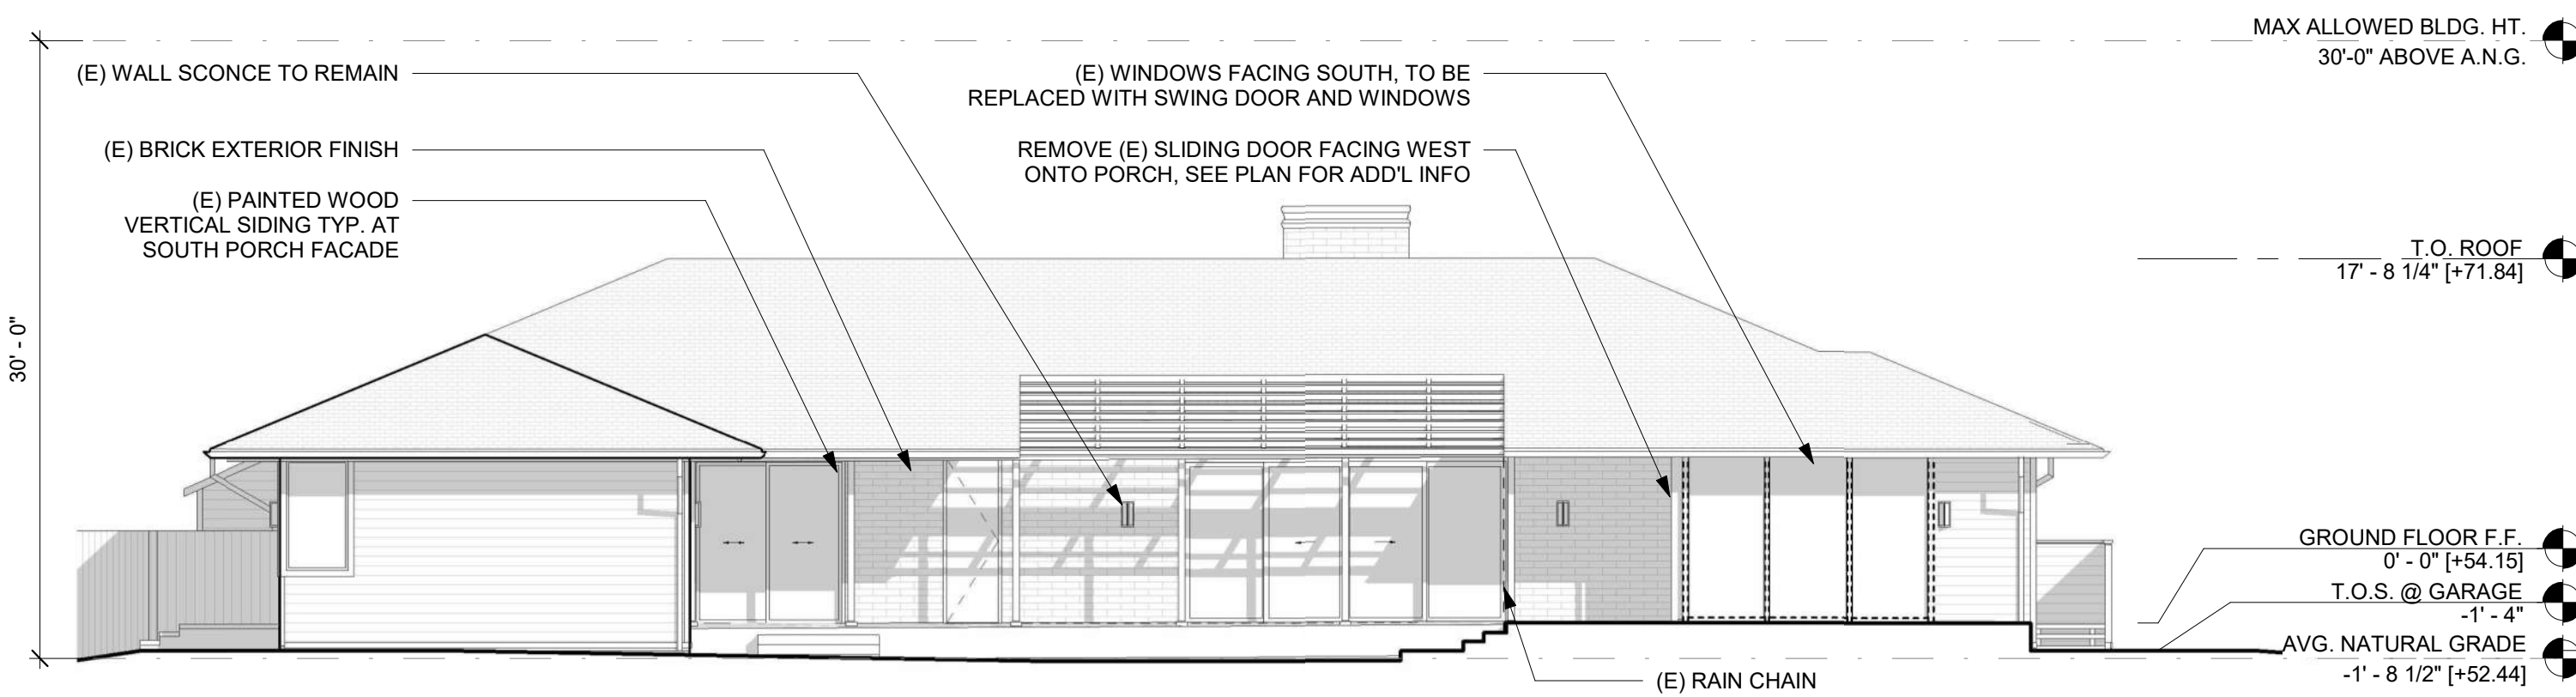 MAX ALLOWED BLDG. HT.
30'-0" ABOVE A.N.G.
(E) WALL SCONCE TO REMAIN
(E) BRICK EXTERIOR FINISH
(E) PAINTED WOOD
VERTICAL SIDING TYP. AT
SOUTH PORCH FACADE
(E) WINDOWS FACING SOUTH, TO BE
REPLACED WITH SWING DOOR AND WINDOWS
REMOVE (E) SLIDING DOOR FACING WEST
ONTO PORCH, SEE PLAN FOR ADD'L INFO
T.O. ROOF
17' - 8 1/4" [+71.84]
30' - 0"
GROUND FLOOR F.F.
0' - 0" [+54.15]
T.O.S. @ GARAGE
-1' - 4"
AVG. NATURAL GRADE
-1' - 8 1/2" [+52.44]
(E) RAIN CHAIN